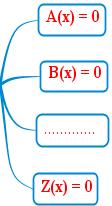 A(x) = 0
B(x) = 0
.............
Z(x) = 0